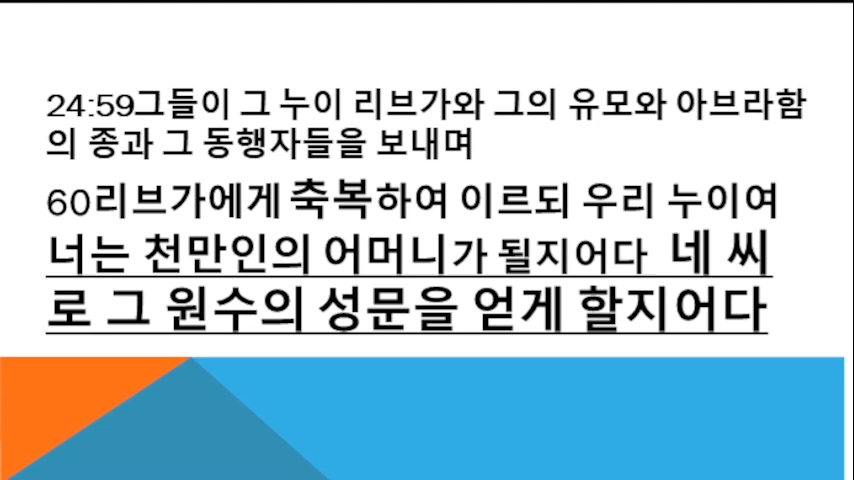 24:59그들이 그 누이 리브가와 그의 유모와 아브라함
의 종과 그 동행자들을 보내며
60리브가에게 축복하여 이르되 우리 누이여
너는 천만인의 어머니가 될지어다 네 씨
로 그 원수의 성문을 얻게 할지어다